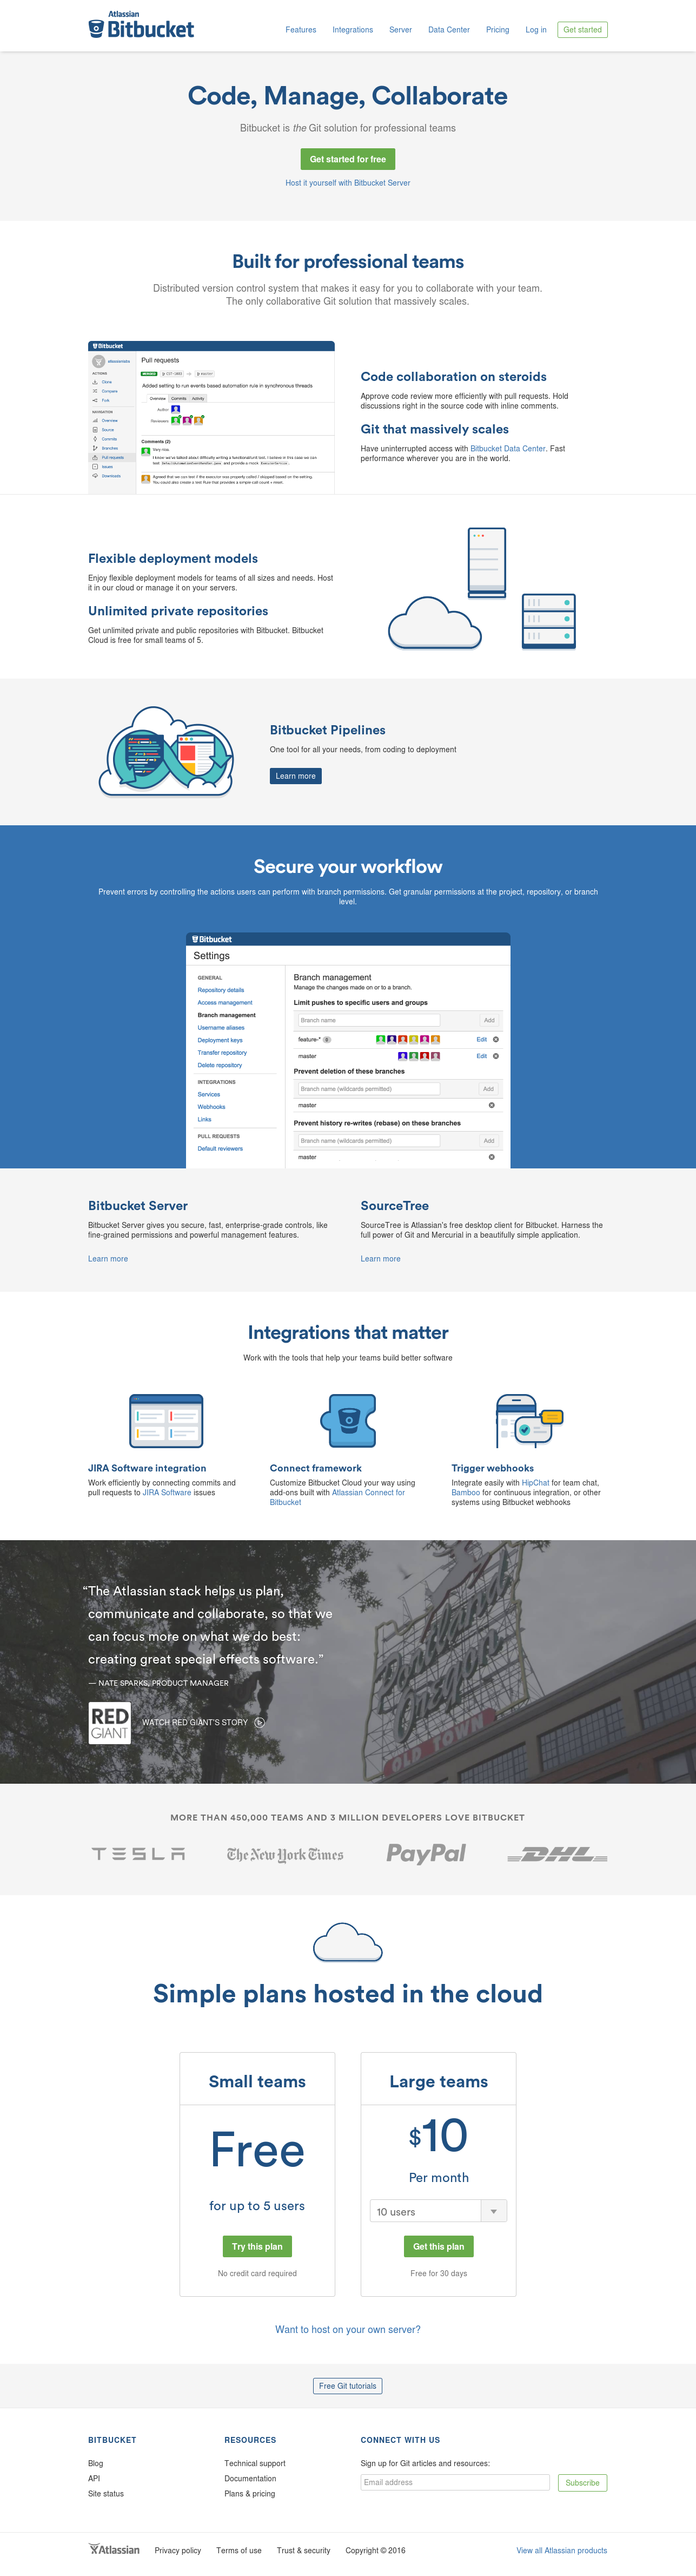 Atlassian
Bitbucket
Features Integrations Server Data Center Pricing Log in Get started
Code, Manage, Collaborate
Bitbucket is the Git solution for professional teams
Get started for free
Host it yourself with Bitbucket Server
Built for professional teams
Distributed version control system that makes it easy for you to collaborate with your team.
The only collaborative Git solution that massively scales.
Bitbucket
ACTIONS
Clone
Compare
Fork
NAVIGATION
Overview
Source
Commits
Branches
Pull requests
Issues
Downloads
Pull requests
Added setting to run events based automation rule in synchronous threads
Overview Commits Activity
Author
Reviewers
Comments (2)
Very nice.
Code collaboration on steroids
Approve code review more efficiently with pull requests. Hold
discussions right in the source code with inline comments.
Git that massively scales
Have uninterrupted access with Bitbucket Data Center. Fast
performance wherever you are in the world.
Flexible deployment models
Enjoy flexible deployment models for teams of all sizes and needs. Host
it in our cloud or manage it on your servers.
Unlimited private repositories
Get unlimited private and public repositories with Bitbucket. Bitbucket
Cloud is free for small teams of 5.
Bitbucket Pipelines
One tool for all your needs, from coding to deployment
Learn more
Secure your workflow
Prevent errors by controlling the actions users can perform with branch permissions. Get granular permissions at the project, repository, or branch
level.
Bitbucket
Settings
GENERAL
Repository details
Access management
Branch management
Username aliases
Deployment keys
Transfer repository
Delete repository
INTEGRATIONS
Services
Webhooks
Links
PULL REQUESTS
Default reviewers
Branch management
Manage the changes made on or to a branch.
Limit pushes to specific users and groups
Branch name Add
feature-* Edit
master Edit
Prevent deletion of these branches
Branch name (wildcards permitted) Add
master
Prevent history re-writes (rebase) on these branches
Branch name (wildcards permitted) Add
master
Bitbucket Server
Bitbucket Server gives you secure, fast, enterprise-grade controls, like
fine-grained permissions and powerful management features.
Learn more
SourceTree
SourceTree is Atlassian's free desktop client for Bitbucket. Harness the
full power of Git and Mercurial in a beautifully simple application.
Learn more
Integrations that matter
Work with the tools that help your teams build better software
JIRA Software integration
Work efficiently by connecting commits and
pull requests to JIRA Software issues
Connect framework
Customize Bitbucket Cloud your way using
add-ons built with Atlassian Connect for
Bitbucket
Trigger webhooks
Integrate easily with HipChat for team chat,
Bamboo for continuous integration, or other
systems using Bitbucket webhooks
“The Atlassian stack helps us plan,
communicate and collaborate, so that we
can focus more on what we do best:
creating great special effects software.”
— NATE SPARKS, PRODUCT MANAGER
RED
GIANT
WATCH RED GIANT'S STORY
OLD TOWN
MORE THAN 450,000 TEAMS AND 3 MILLION DEVELOPERS LOVE BITBUCKET
TESLA The New York Times PayPal DHL
Simple plans hosted in the cloud
Small teams
Free
for up to 5 users
Try this plan
No credit card required
Large teams
$10
Per month
10 users
Get this plan
Free for 30 days
Want to host on your own server?
Free Git tutorials
BITBUCKET
Blog
API
Site status
RESOURCES
Technical support
Documentation
Plans & pricing
CONNECT WITH US
Sign up for Git articles and resources:
Email address Subscribe
Atlassian Privacy policy Terms of use Trust & security Copyright © 2016 View all Atlassian products